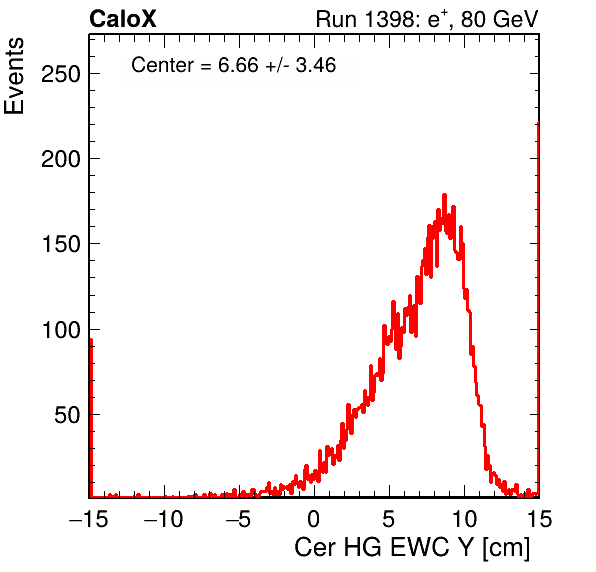 CaloX Run 1398: e⁺, 80 GeV
Events
Center = 6.66 +/- 3.46
250
200
150
100
50
−15 −10 −5 0 5 10 15
Cer HG EWC Y [cm]